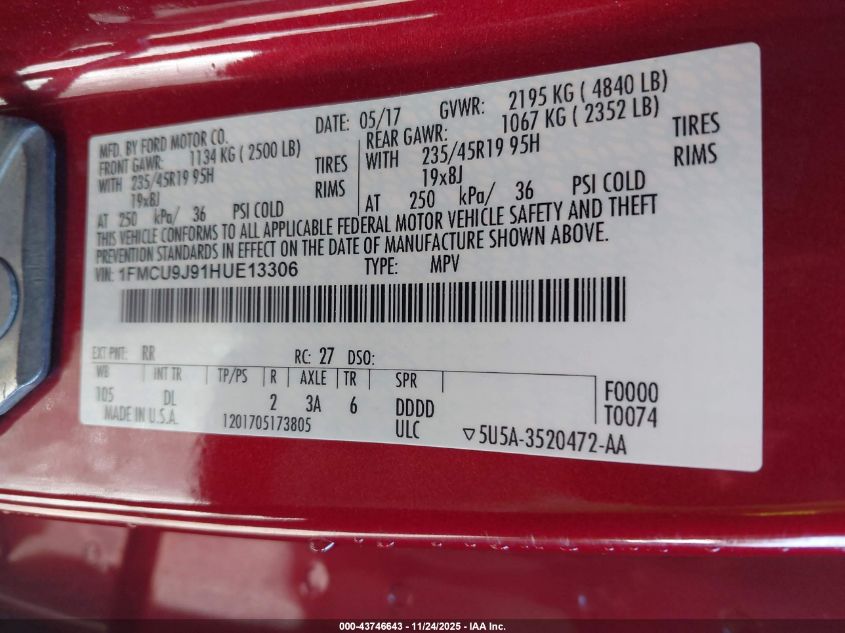 MFD. BY FORD MOTOR CO.
DATE: 05/17 GVWR: 2195 KG ( 4840 LB)
FRONT GAWR: 1134 KG ( 2500 LB)
REAR GAWR: 1067 KG ( 2352 LB)
WITH 235/45R19 95H TIRES
WITH 235/45R19 95H TIRES
19x8J RIMS
19x8J RIMS
AT 250 kPa/ 36 PSI COLD
AT 250 kPa/ 36 PSI COLD
THIS VEHICLE CONFORMS TO ALL APPLICABLE FEDERAL MOTOR VEHICLE SAFETY AND THEFT
PREVENTION STANDARDS IN EFFECT ON THE DATE OF MANUFACTURE SHOWN ABOVE.
VIN: 1FMCU9J91HUE13306 TYPE: MPV
EXT PNT: RR RC: 27 DSO:
WB INT TR TP/PS R AXLE TR SPR
105 DL 2 3A 6 DDDD
F0000
T0074
MADE IN U.S.A. 1201705173805 ULC ▽5U5A-3520472-AA
000-43746643 - 11/24/2025 - IAA Inc.